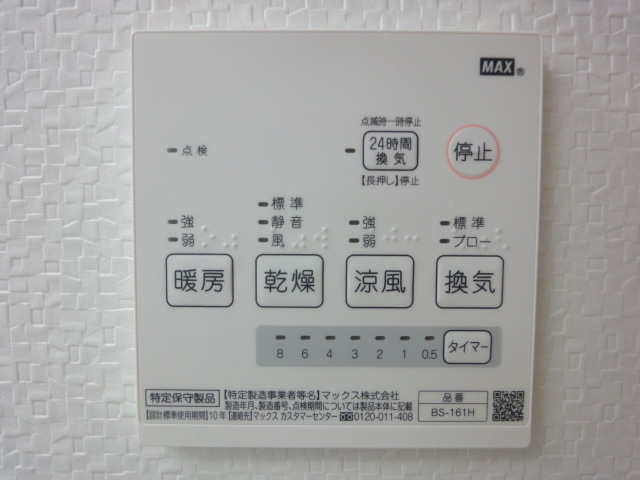 MAX®
点滅時一時停止
点検
24時間
換気
停止
【長押し】停止
強
弱
標準
静音
風
強
弱
標準
ブロー
暖房
乾燥
涼風
換気
8 6 4 3 2 1 0.5
タイマー
特定保守製品
【特定製造事業者等名】マックス株式会社
製造年月、製造番号、点検期間については製品本体に記載
【設計標準使用期間】10年【連絡先】マックス カスタマーセンター 0120-011-408
品番
BS-161H